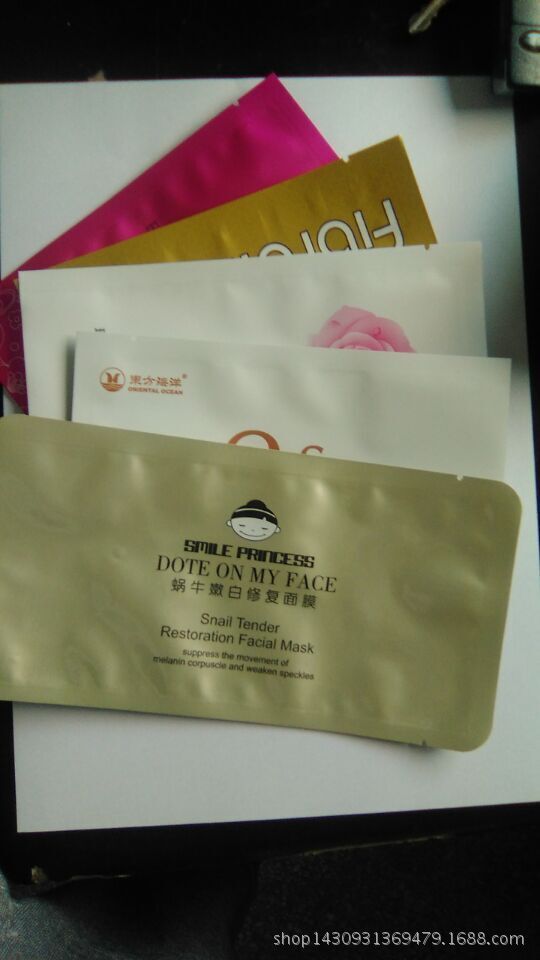 東方海洋®
ORIENTAL OCEAN
SMILE PRINCESS
DOTE ON MY FACE
蜗牛嫩白修复面膜
Snail Tender
Restoration Facial Mask
suppress the movement of
melanin corpuscle and weaken speckles
shop1430931369479.1688.com